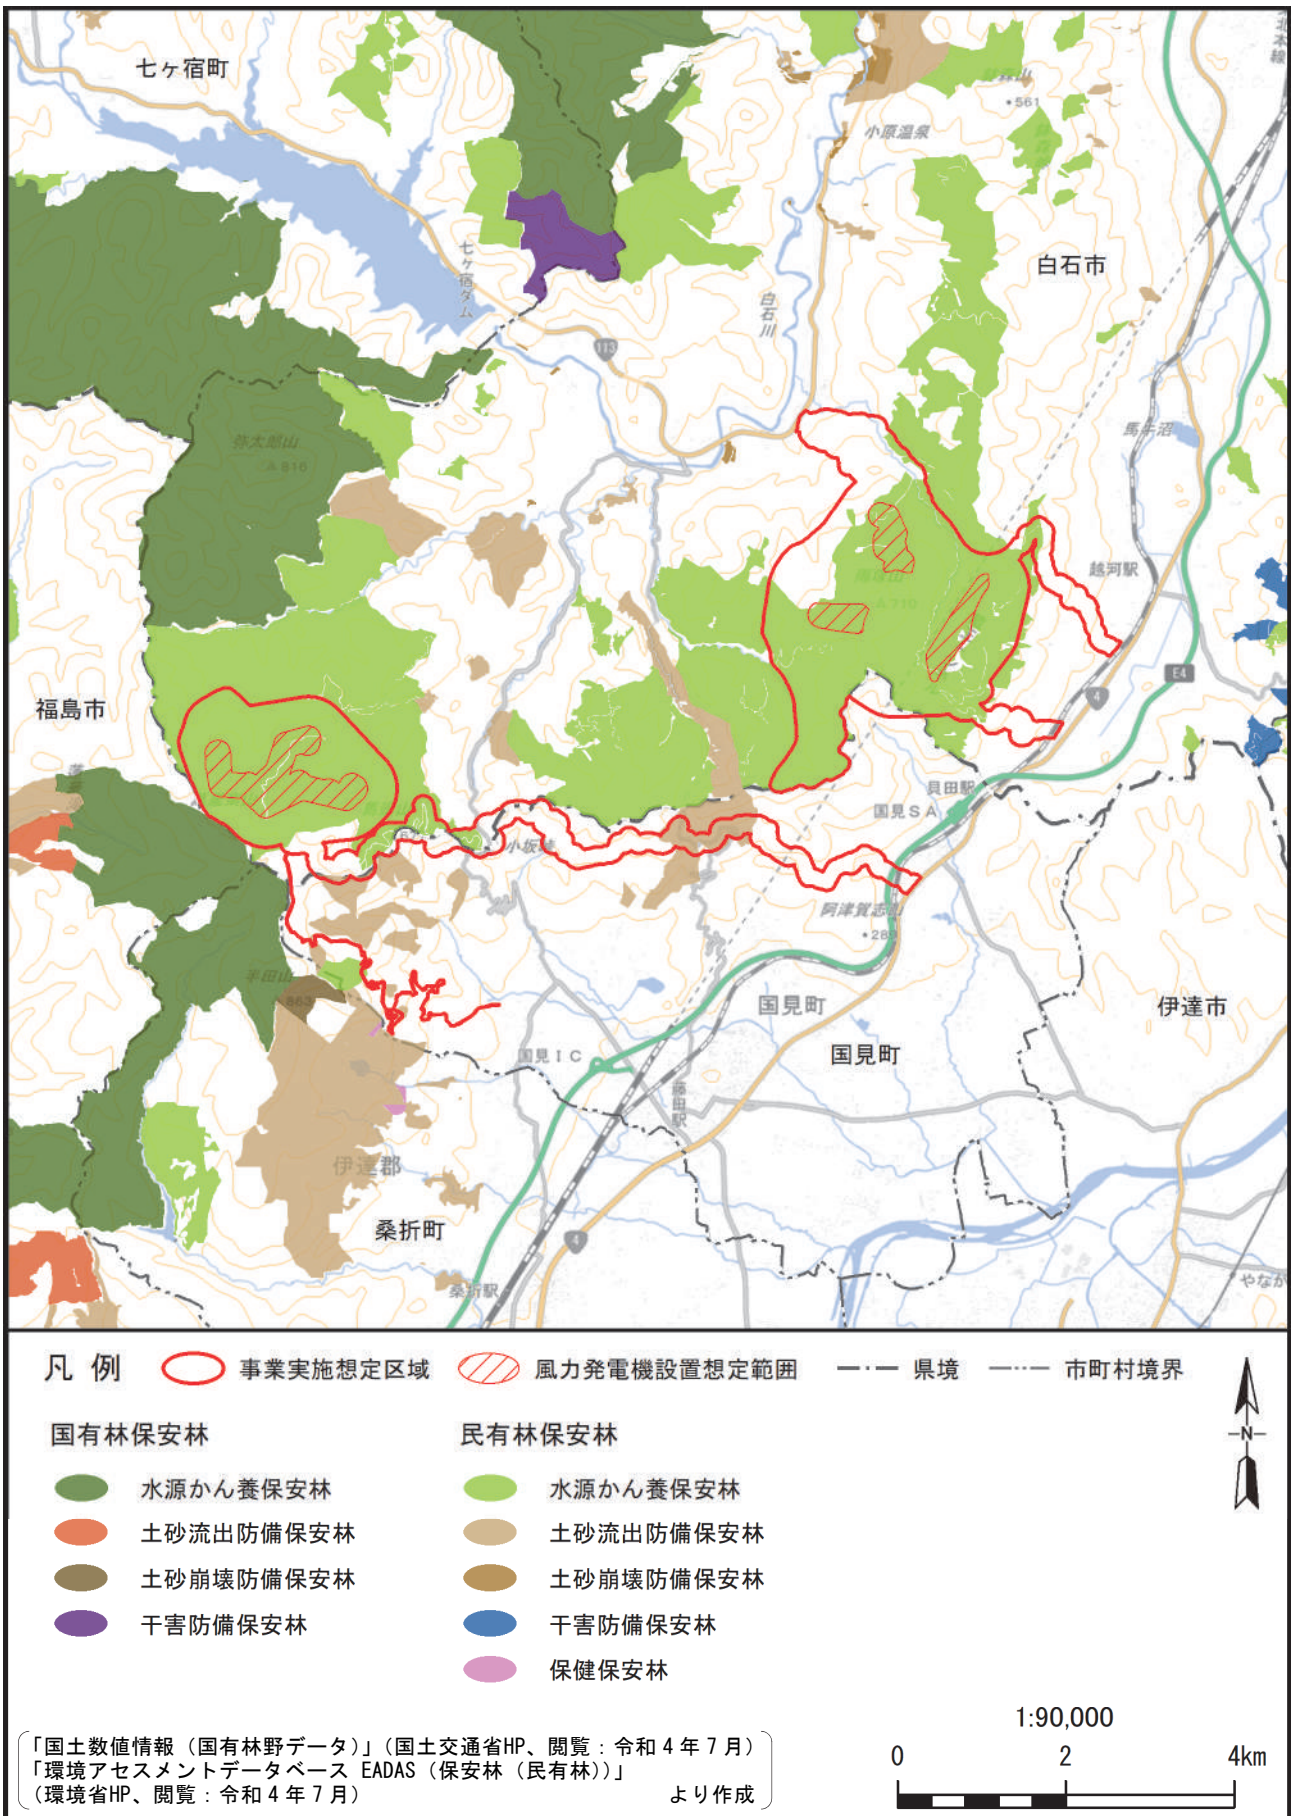 七ヶ宿町
北本線
561
小原温泉
白石市
七ヶ宿ダム
白石川
113
弥太郎山
816
馬牛沼
越河駅
710
E4
4
福島市
貝田駅
国見SA
小坂峠
阿津賀志山
289
半田山
863
国見町
国見町
伊達市
国見IC
藤田駅
伊達郡
桑折町
4
桑折駅
やなが
凡 例
事業実施想定区域
風力発電機設置想定範囲
県境
市町村境界
国有林保安林
民有林保安林
水源かん養保安林
水源かん養保安林
土砂流出防備保安林
土砂流出防備保安林
土砂崩壊防備保安林
土砂崩壊防備保安林
干害防備保安林
干害防備保安林
保健保安林
N
1:90,000
0 2 4km
「国土数値情報（国有林野データ）」（国土交通省HP、閲覧：令和４年７月）
「環境アセスメントデータベース EADAS（保安林（民有林））」
（環境省HP、閲覧：令和４年７月） より作成